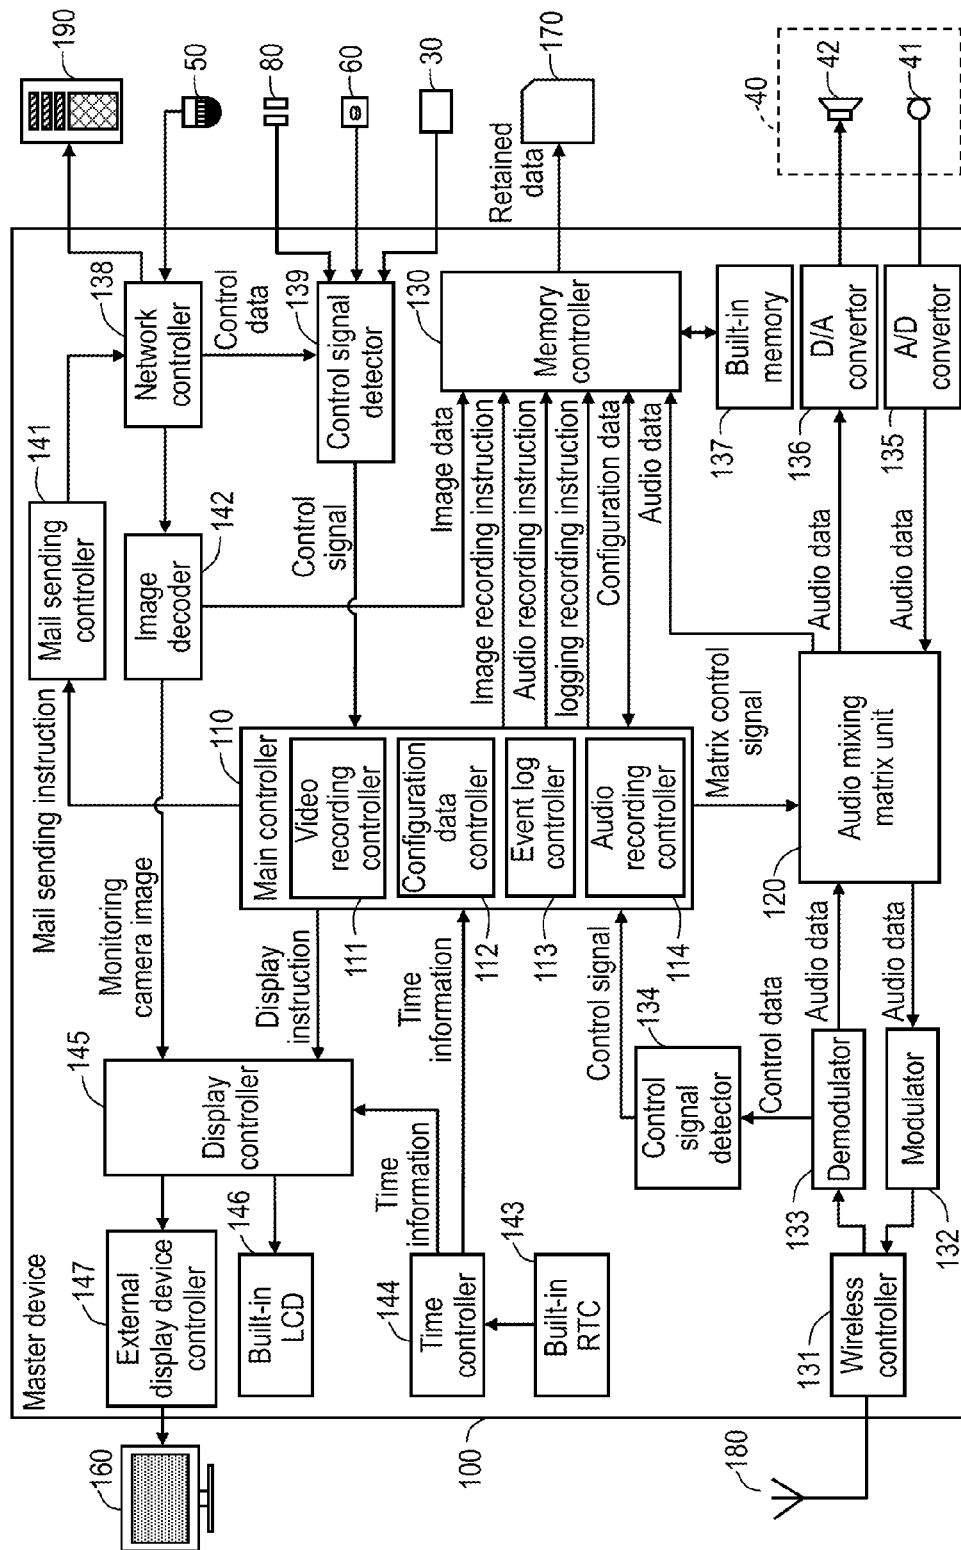 160
External
display device
controller
147
Master device
Built-in
LCD
146
Display
controller
145
Monitoring
camera image
Mail sending instruction
Mail sending
controller
141
Image
decoder
142
Network
controller
138
190
50
80
60
30
Control
data
Control signal
detector
139
Control
signal
Display
instruction
Time
information
Time
information
Time
controller
144
Built-in
RTC
143
100
Main controller
110
Video
recording
controller
111
Configuration
data
controller
112
Event log
controller
113
Audio
recording
controller
114
Image data
Image recording instruction
Audio recording instruction
logging recording instruction
Configuration data
Audio data
Memory
controller
130
Retained
data
170
Control signal
Control
signal
detector
134
Control data
Matrix control
signal
Built-in
memory
137
180
Wireless
controller
131
Demodulator
133
Modulator
132
Audio data
Audio data
Audio mixing
matrix unit
120
Audio data
Audio data
D/A
convertor
136
A/D
convertor
135
40
42
41